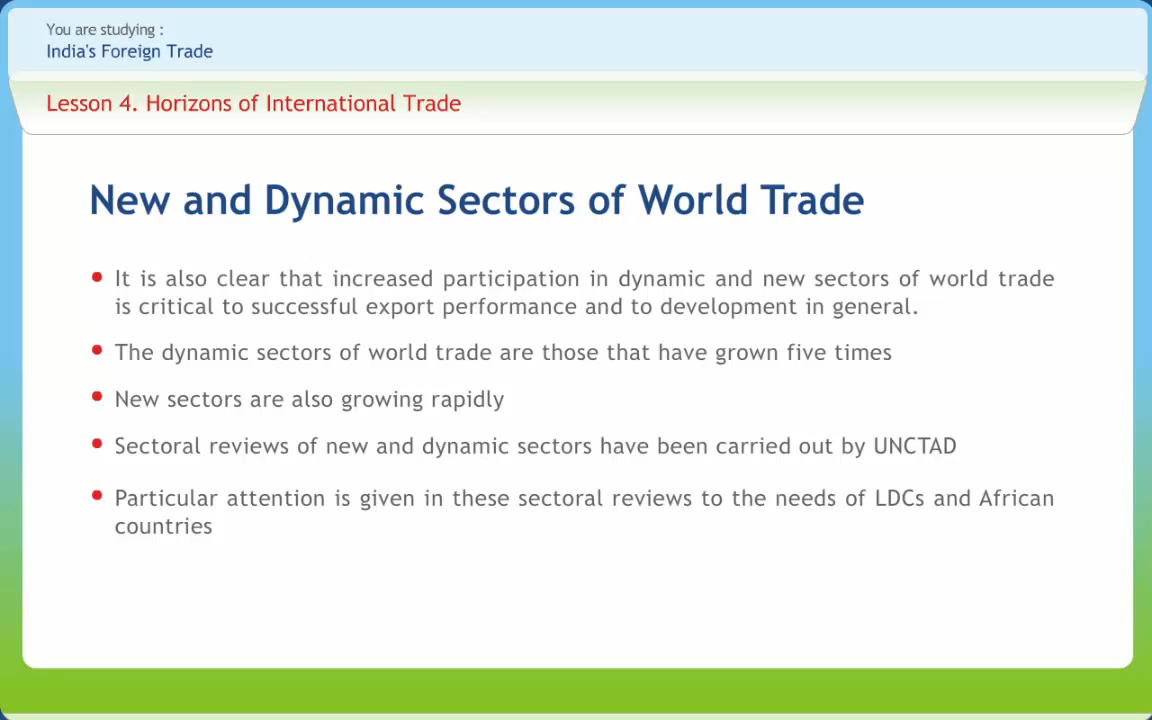 You are studying :
India's Foreign Trade
Lesson 4. Horizons of International Trade
New and Dynamic Sectors of World Trade
• It is also clear that increased participation in dynamic and new sectors of world trade
is critical to successful export performance and to development in general.
• The dynamic sectors of world trade are those that have grown five times
• New sectors are also growing rapidly
• Sectoral reviews of new and dynamic sectors have been carried out by UNCTAD
• Particular attention is given in these sectoral reviews to the needs of LDCs and African
countries